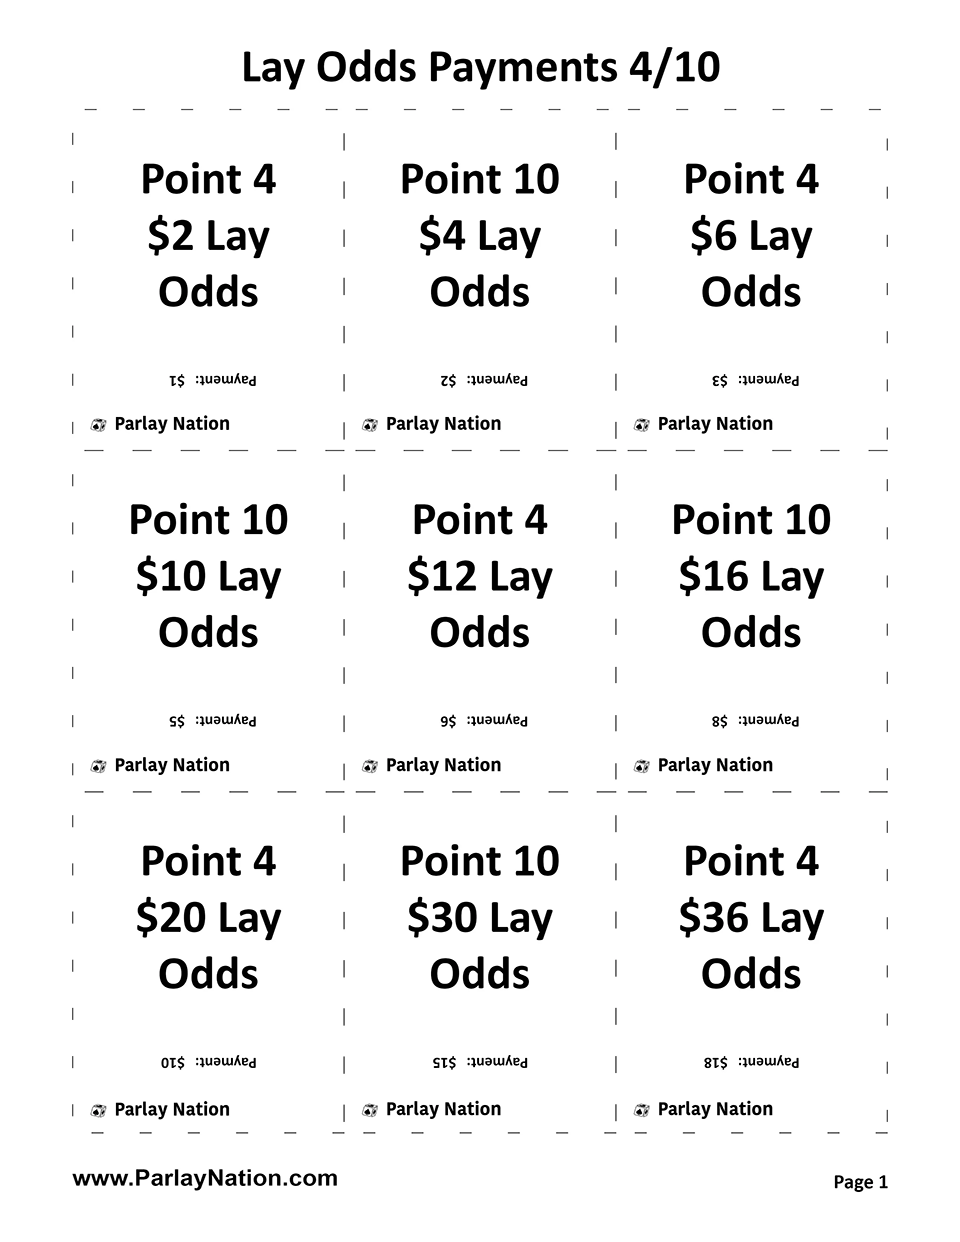 Lay Odds Payments 4/10
Point 4
$2 Lay
Odds
Payment:  $1
Parlay Nation
Point 10
$4 Lay
Odds
Payment:  $2
Parlay Nation
Point 4
$6 Lay
Odds
Payment:  $3
Parlay Nation
Point 10
$10 Lay
Odds
Payment:  $5
Parlay Nation
Point 4
$12 Lay
Odds
Payment:  $6
Parlay Nation
Point 10
$16 Lay
Odds
Payment:  $8
Parlay Nation
Point 4
$20 Lay
Odds
Payment:  $10
Parlay Nation
Point 10
$30 Lay
Odds
Payment:  $15
Parlay Nation
Point 4
$36 Lay
Odds
Payment:  $18
Parlay Nation
www.ParlayNation.com
Page 1